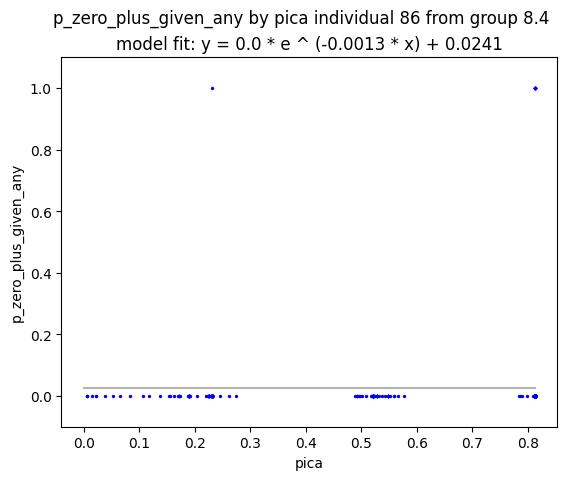 p_zero_plus_given_any by pica individual 86 from group 8.4
model fit: y = 0.0 * e ^ (-0.0013 * x) + 0.0241
1.0
0.8
0.6
0.4
0.2
0.0
p_zero_plus_given_any
0.0 0.1 0.2 0.3 0.4 0.5 0.6 0.7 0.8
pica